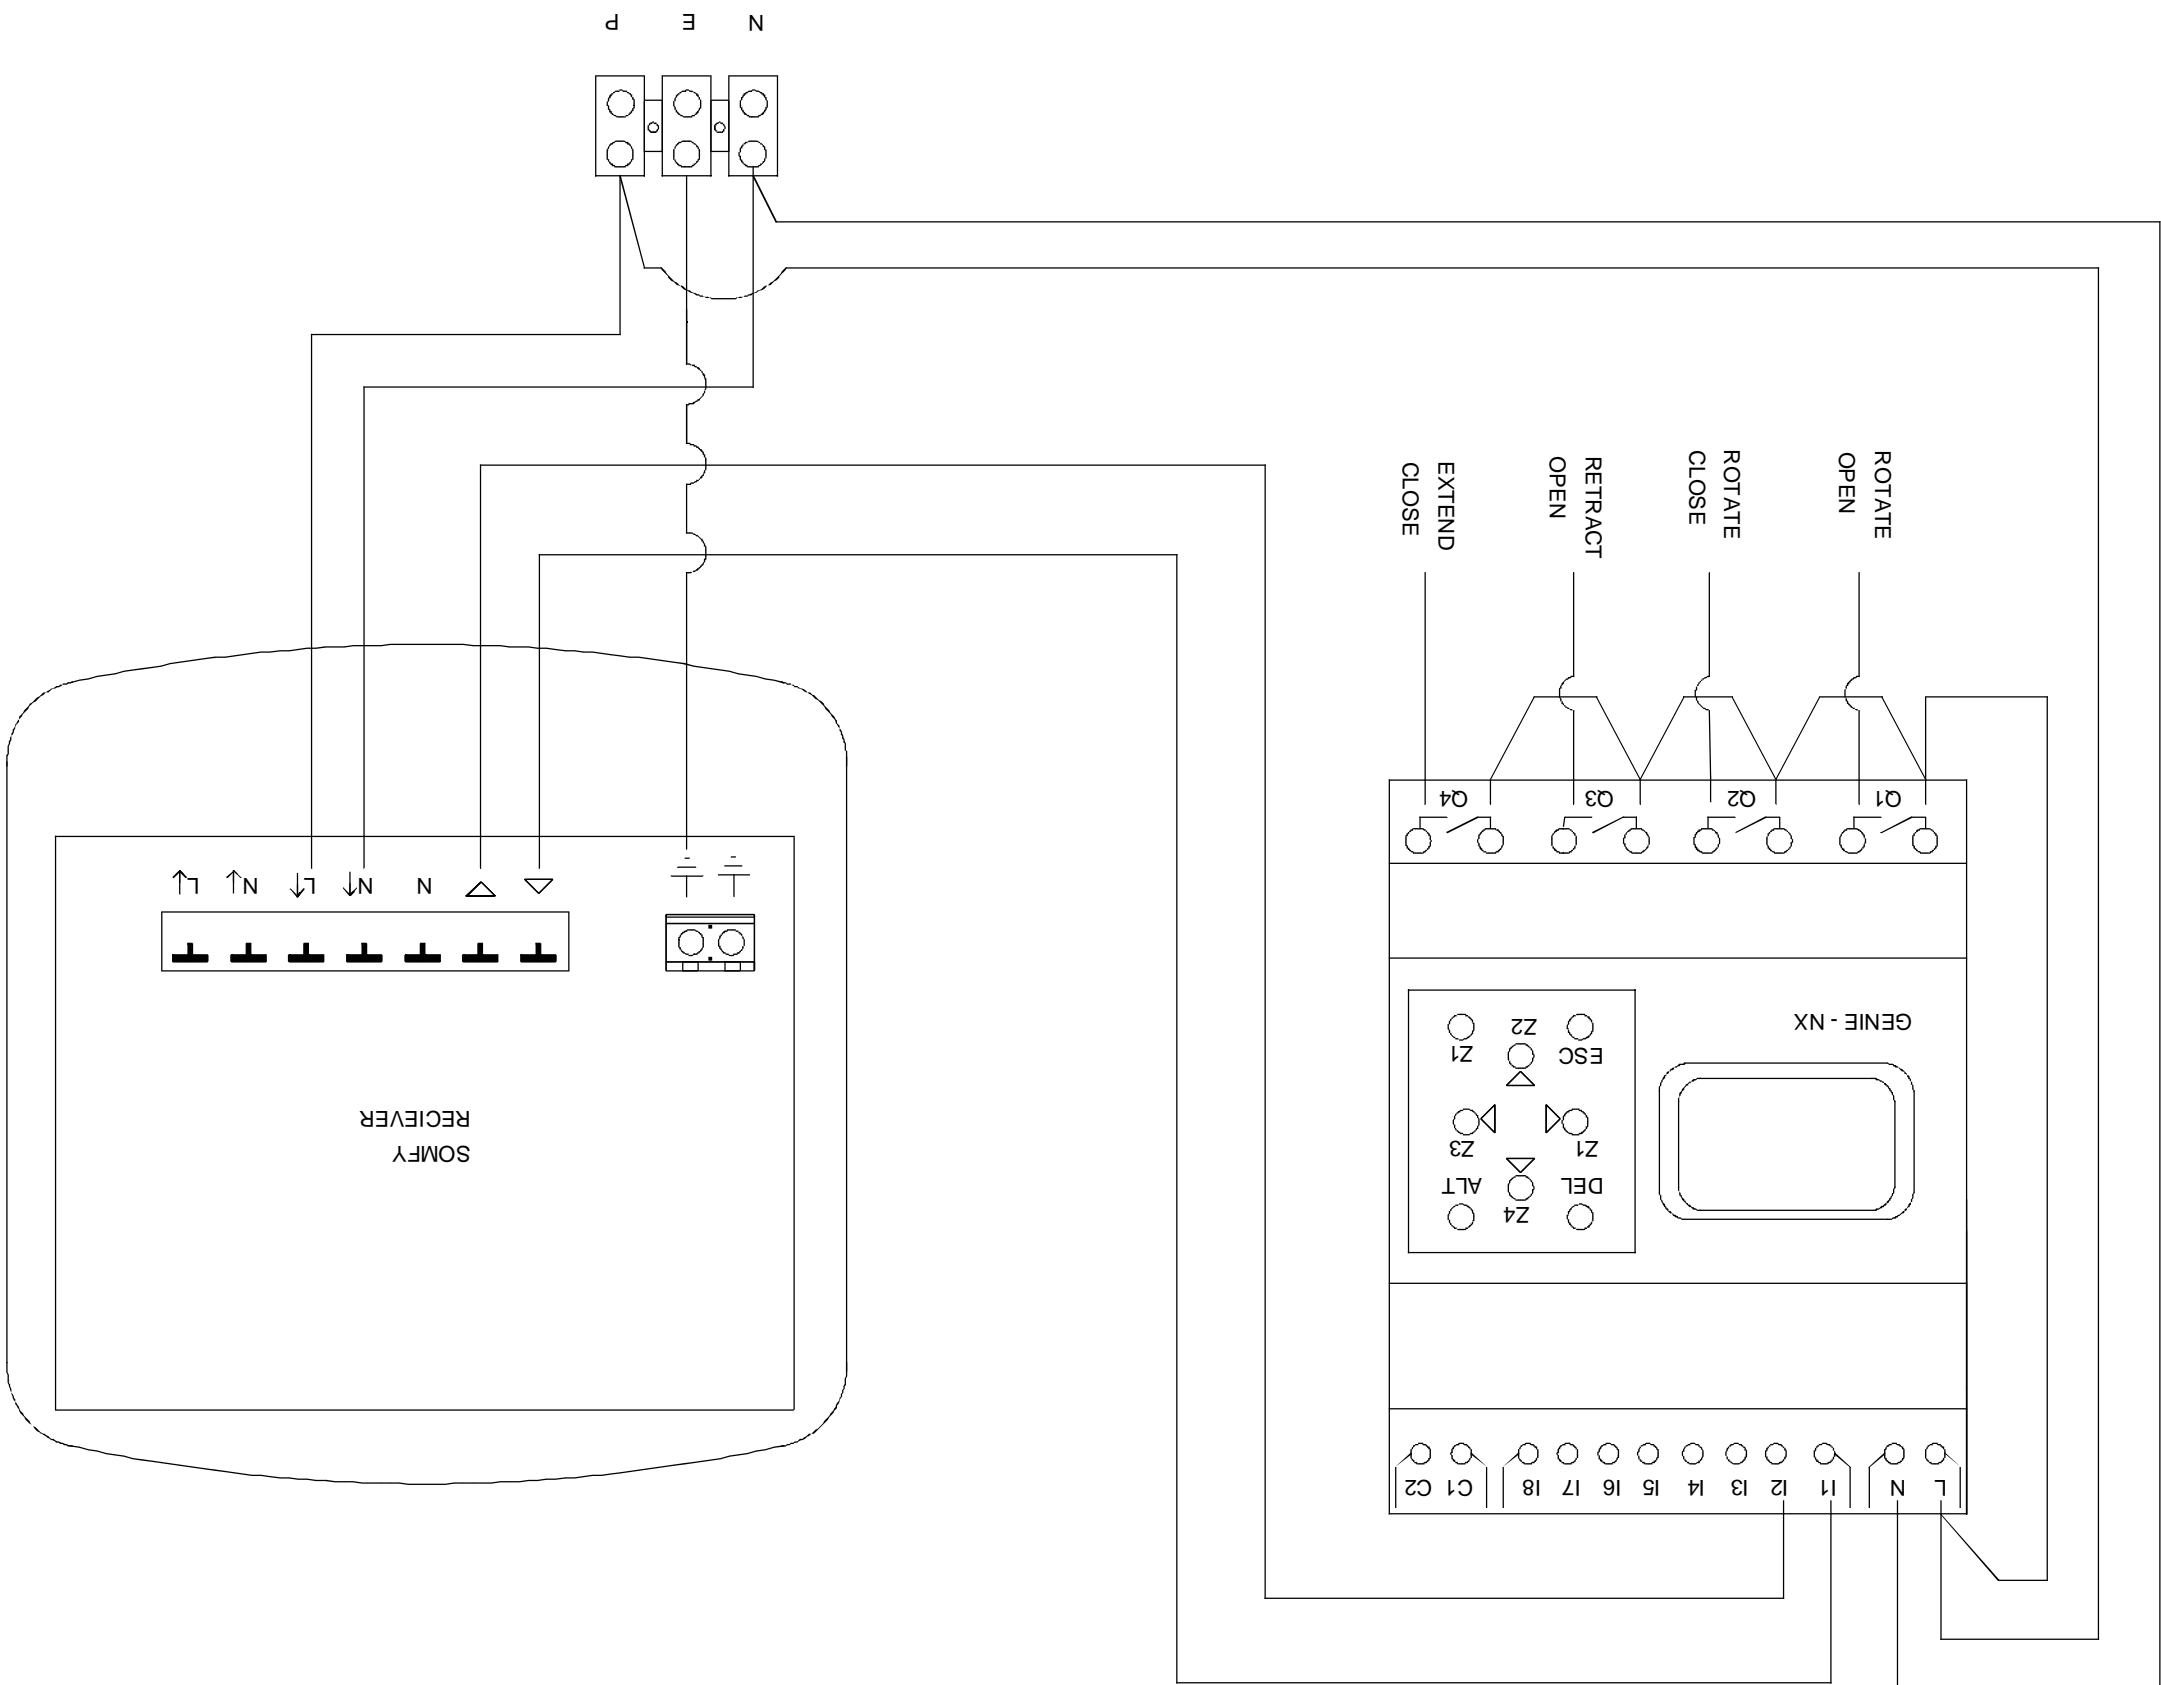 L N I1 I2 I3 I4 I5 I6 I7 I8 C1 C2
Z4
DEL ALT
Z1 Z3
ESC Z1
Z2
GENIE - NX
Q1 Q2 Q3 Q4
ROTATE
OPEN
ROTATE
CLOSE
RETRACT
OPEN
EXTEND
CLOSE
SOMFY
RECIEVER
N N↑ L↑ N↓ L↓
N E P